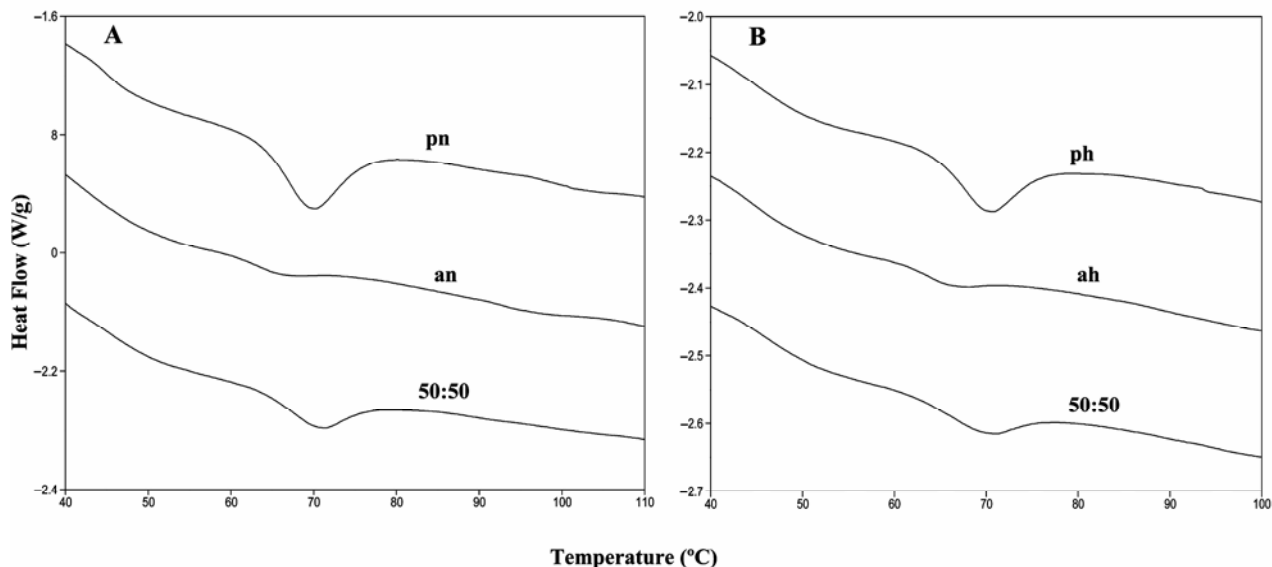 A
B
Heat Flow (W/g)
−1.6
8
0
−2.2
−2.4
pn
an
50:50
40 50 60 70 80 90 100 110
−2.0
−2.1
−2.2
−2.3
−2.4
−2.5
−2.6
−2.7
ph
ah
50:50
40 50 60 70 80 90 100
Temperature (ºC)